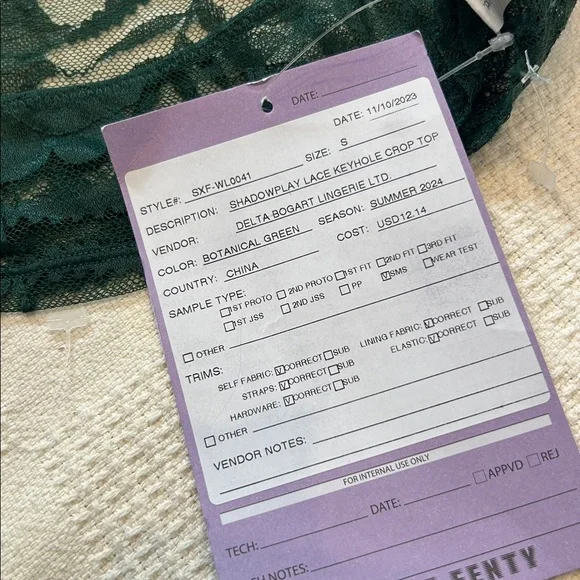 DATE:
DATE: 11/10/2023
STYLE#: SXF-WL0041 SIZE: S
DESCRIPTION: SHADOWPLAY LACE KEYHOLE CROP TOP
VENDOR: DELTA BOGART LINGERIE LTD.
COLOR: BOTANICAL GREEN SEASON: SUMMER 2024
COUNTRY: CHINA COST: USD12.14
SAMPLE TYPE:
☐1ST PROTO ☐2ND PROTO ☐1ST FIT ☐2ND FIT ☐3RD FIT
☐1ST JSS ☐2ND JSS ☐PP ☑SMS ☐WEAR TEST
☐OTHER
TRIMS:
SELF FABRIC: ☑CORRECT ☐SUB LINING FABRIC: ☑CORRECT ☐SUB
STRAPS: ☑CORRECT ☐SUB ELASTIC: ☑CORRECT ☐SUB
HARDWARE: ☑CORRECT ☐SUB
☐OTHER
VENDOR NOTES:
FOR INTERNAL USE ONLY
☐APPVD ☐REJ
TECH: DATE:
H NOTES:
FENTY